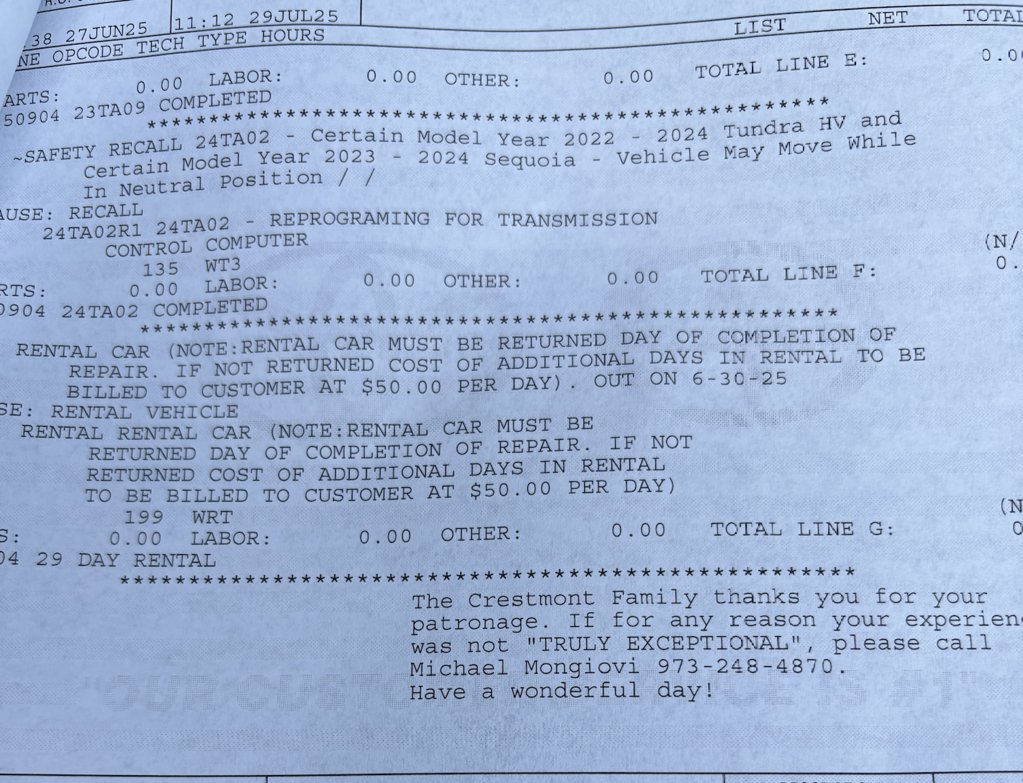 38 27JUN25 11:12 29JUL25
NE OPCODE TECH TYPE HOURS LIST NET TOTAL
ARTS: 0.00 LABOR: 0.00 OTHER: 0.00 TOTAL LINE E: 0.00
50904 23TA09 COMPLETED
******************************************************
~SAFETY RECALL 24TA02 - Certain Model Year 2022 - 2024 Tundra HV and
Certain Model Year 2023 - 2024 Sequoia - Vehicle May Move While
In Neutral Position / /
AUSE: RECALL
24TA02R1 24TA02 - REPROGRAMING FOR TRANSMISSION
CONTROL COMPUTER
135 WT3 (N/
RTS: 0.00 LABOR: 0.00 OTHER: 0.00 TOTAL LINE F: 0.
0904 24TA02 COMPLETED
******************************************************
RENTAL CAR (NOTE:RENTAL CAR MUST BE RETURNED DAY OF COMPLETION OF
REPAIR. IF NOT RETURNED COST OF ADDITIONAL DAYS IN RENTAL TO BE
BILLED TO CUSTOMER AT $50.00 PER DAY). OUT ON 6-30-25
SE: RENTAL VEHICLE
RENTAL RENTAL CAR (NOTE:RENTAL CAR MUST BE
RETURNED DAY OF COMPLETION OF REPAIR. IF NOT
RETURNED COST OF ADDITIONAL DAYS IN RENTAL
TO BE BILLED TO CUSTOMER AT $50.00 PER DAY)
199 WRT (N
S: 0.00 LABOR: 0.00 OTHER: 0.00 TOTAL LINE G: 0
04 29 DAY RENTAL
******************************************************
The Crestmont Family thanks you for your
patronage. If for any reason your experien
was not "TRULY EXCEPTIONAL", please call
Michael Mongiovi 973-248-4870.
Have a wonderful day!